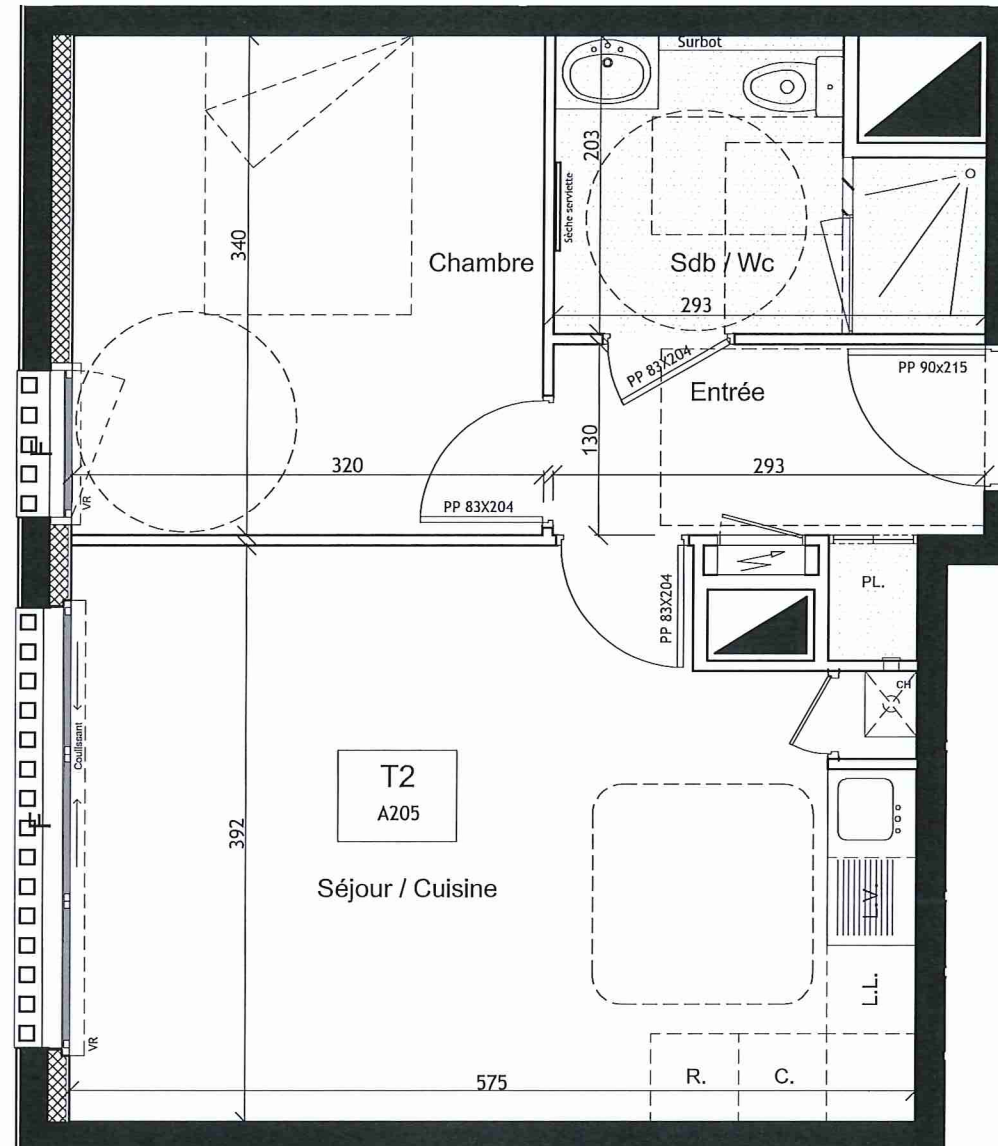 Surbot
203
Sèche serviette
340
Chambre
Sdb / Wc
293
PP 83X204
PP 90x215
Entrée
130
320
293
VR
PP 83X204
PP 83X204
PL.
CH
Coulissant
T2
A205
392
Séjour / Cuisine
L.V.
L.L.
VR
575
R.
C.